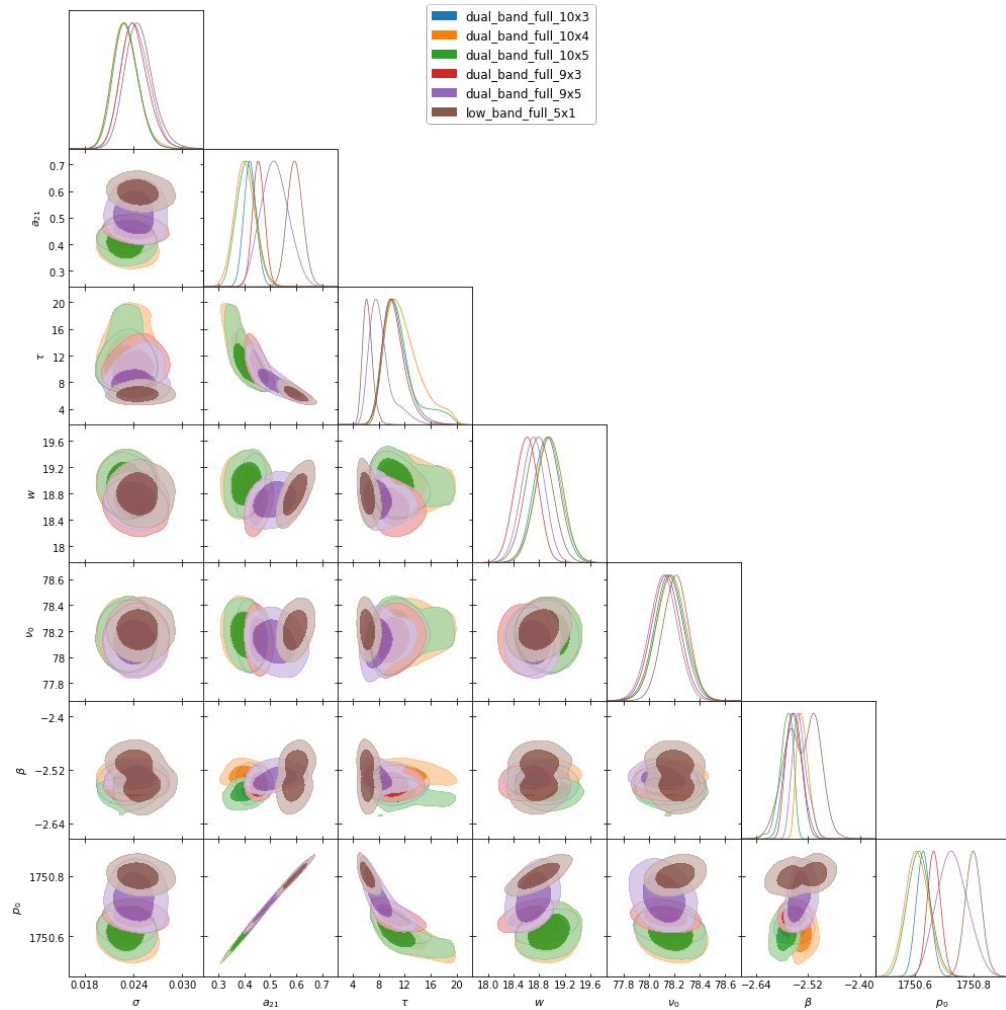 dual_band_full_10x3
dual_band_full_10x4
dual_band_full_10x5
dual_band_full_9x3
dual_band_full_9x5
low_band_full_5x1
a₂₁
0.7
0.6
0.5
0.4
0.3
τ
20
16
12
8
4
w
19.6
19.2
18.8
18.4
18
ν₀
78.6
78.4
78.2
78
77.8
β
−2.4
−2.52
−2.64
p₀
1750.8
1750.6
0.018 0.024 0.030
0.3 0.4 0.5 0.6 0.7
4 8 12 16 20
18.0 18.4 18.8 19.2 19.6
77.8 78.0 78.2 78.4 78.6
−2.64 −2.52 −2.40
1750.6 1750.8
σ a₂₁ τ w ν₀ β p₀